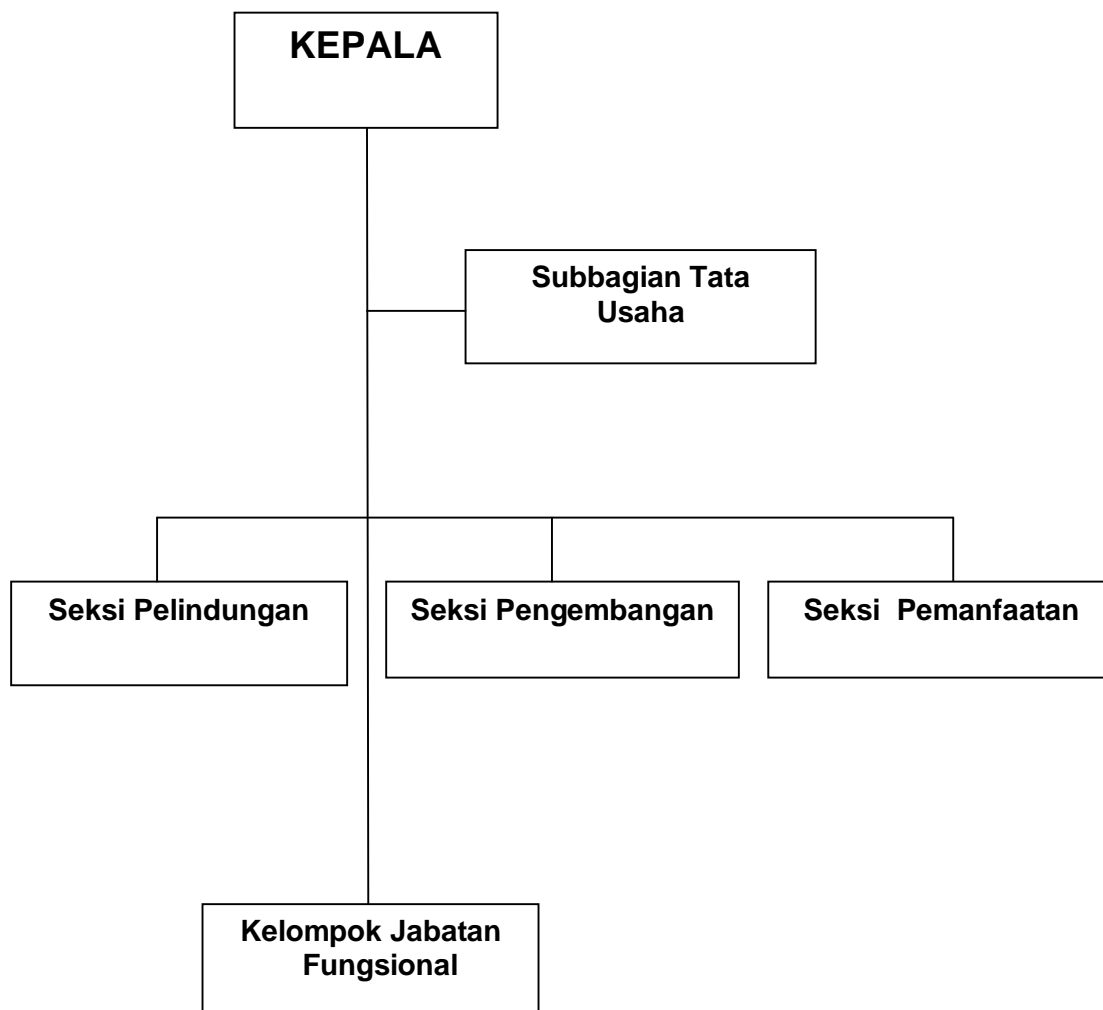 KEPALA
Subbagian Tata
Usaha
Seksi Pelindungan
Seksi Pengembangan
Seksi  Pemanfaatan
Kelompok Jabatan
Fungsional